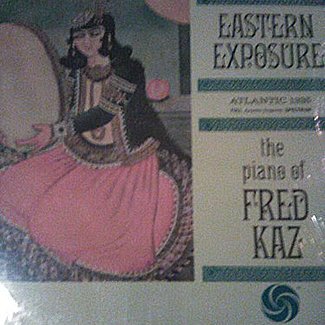 EASTERN
EXPOSURE
ATLANTIC
the
piano of
FRED
KAZ